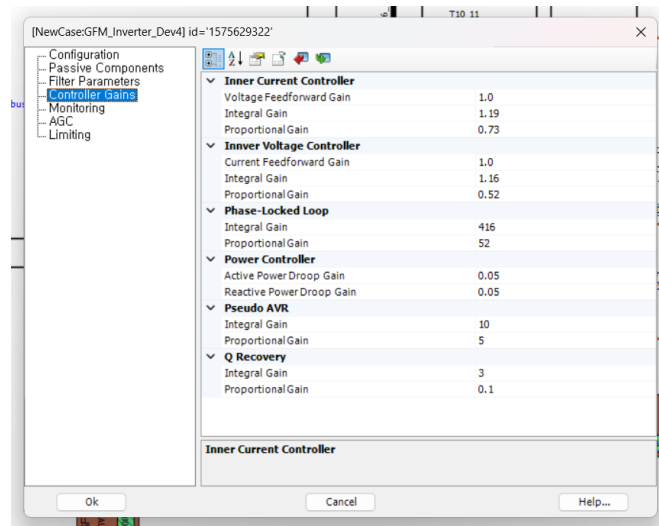 T10_11
[NewCase:GFM_Inverter_Dev4] id='1575629322'
Configuration
Passive Components
Filter Parameters
Controller Gains
Monitoring
AGC
Limiting
Inner Current Controller
Voltage Feedforward Gain 1.0
Integral Gain 1.19
Proportional Gain 0.73
Innver Voltage Controller
Current Feedforward Gain 1.0
Integral Gain 1.16
Proportional Gain 0.52
Phase-Locked Loop
Integral Gain 416
Proportional Gain 52
Power Controller
Active Power Droop Gain 0.05
Reactive Power Droop Gain 0.05
Pseudo AVR
Integral Gain 10
Proportional Gain 5
Q Recovery
Integral Gain 3
Proportional Gain 0.1
Inner Current Controller
Ok Cancel Help...